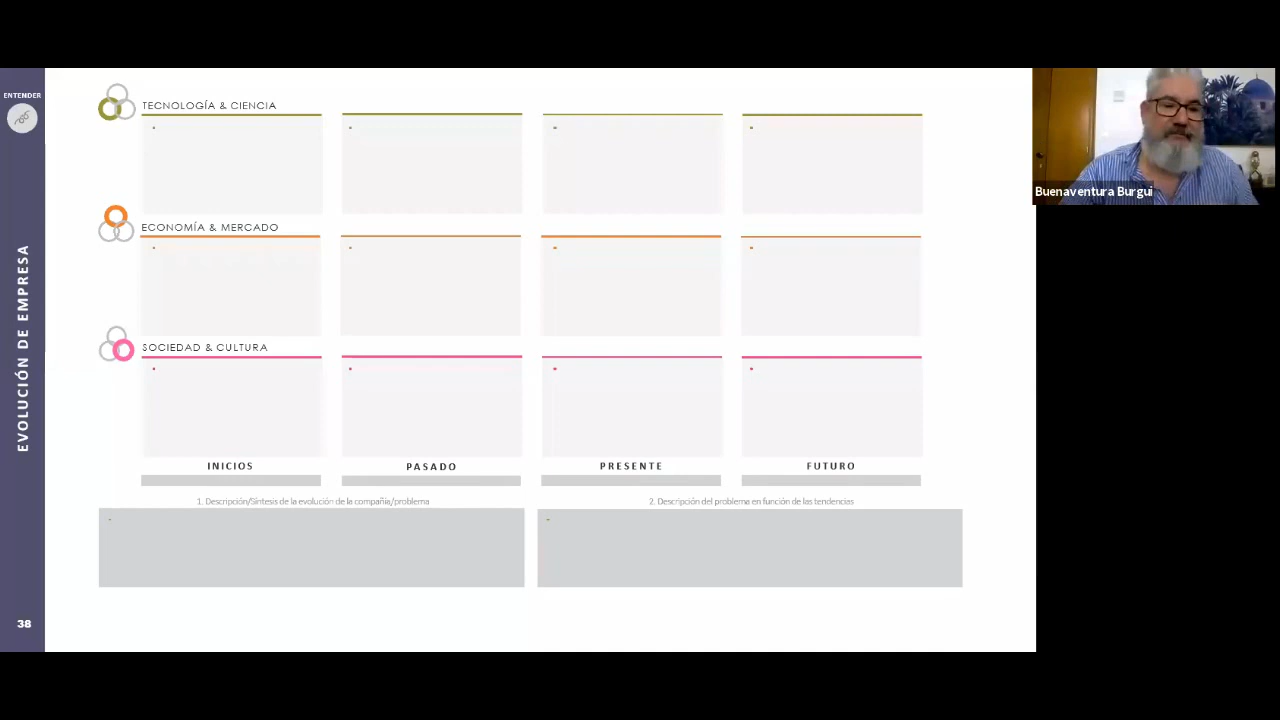 ENTENDER
EVOLUCIÓN DE EMPRESA
38
TECNOLOGÍA & CIENCIA
ECONOMÍA & MERCADO
SOCIEDAD & CULTURA
INICIOS
PASADO
PRESENTE
FUTURO
1. Descripción/Síntesis de la evolución de la compañia/problema
2. Descripción del problema en función de las tendencias
Buenaventura Burgui